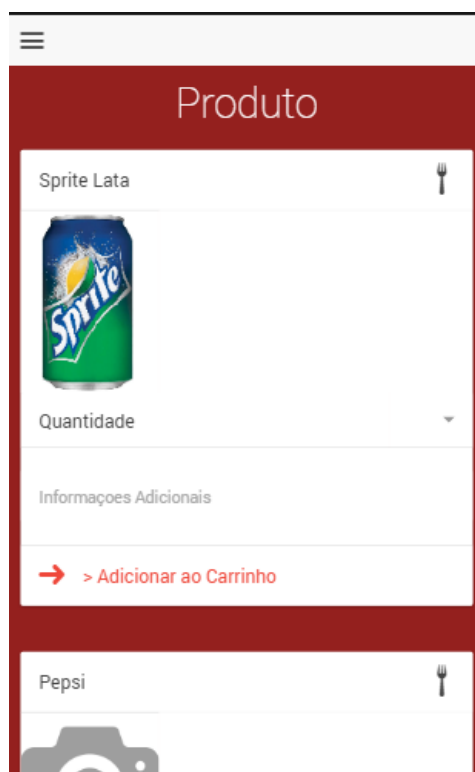 Produto
Sprite Lata
Sprite
Quantidade
Informaçoes Adicionais
> Adicionar ao Carrinho
Pepsi